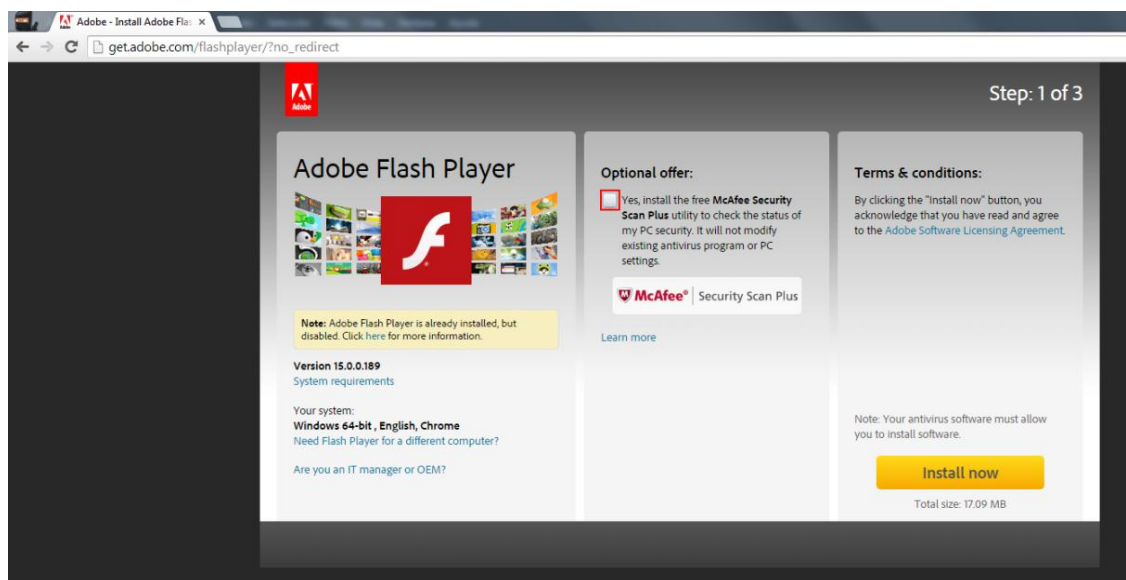 Adobe - Install Adobe Fla
get.adobe.com/flashplayer/?no_redirect
Adobe
Step: 1 of 3
Adobe Flash Player
Note: Adobe Flash Player is already installed, but
disabled. Click here for more information.
Version 15.0.0.189
System requirements
Your system:
Windows 64-bit , English, Chrome
Need Flash Player for a different computer?
Are you an IT manager or OEM?
Optional offer:
Yes, install the free McAfee Security
Scan Plus utility to check the status of
my PC security. It will not modify
existing antivirus program or PC
settings.
McAfee® Security Scan Plus
Learn more
Terms & conditions:
By clicking the "Install now" button, you
acknowledge that you have read and agree
to the Adobe Software Licensing Agreement.
Note: Your antivirus software must allow
you to install software.
Install now
Total size: 17.09 MB